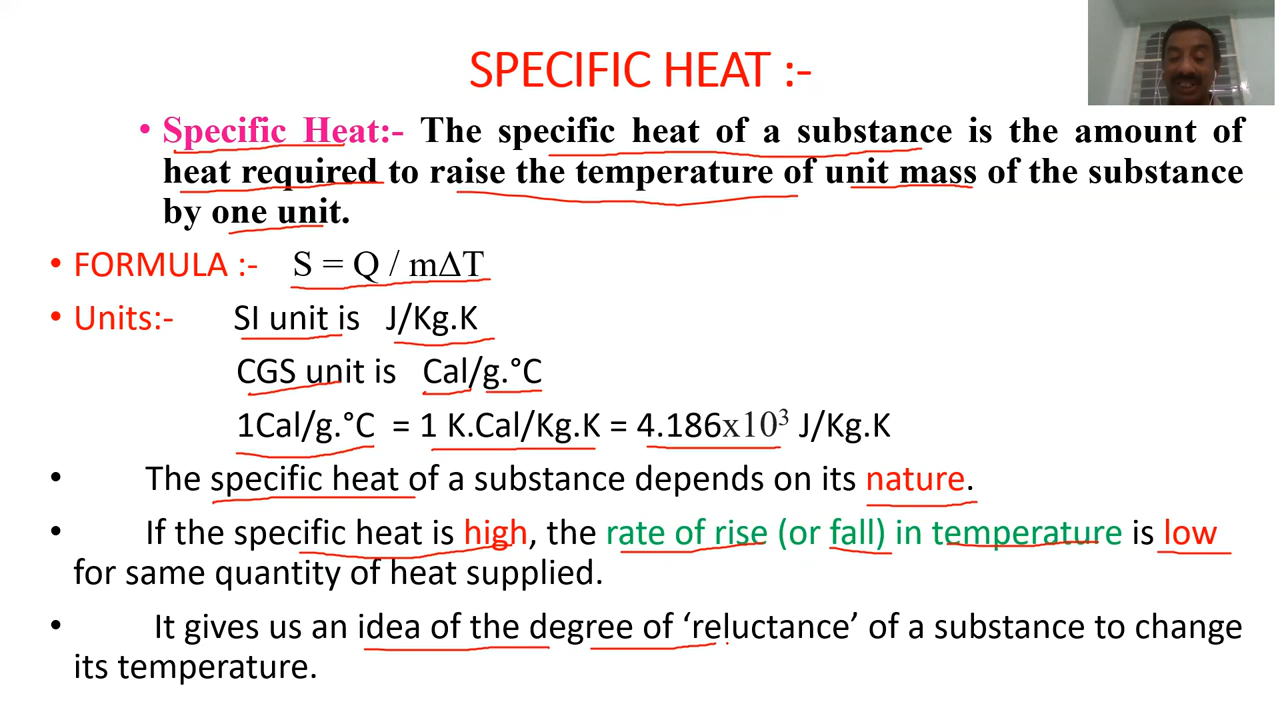 SPECIFIC HEAT :-
• Specific Heat:- The specific heat of a substance is the amount of
heat required to raise the temperature of unit mass of the substance
by one unit.
• FORMULA :- S = Q / mΔT
• Units:- SI unit is J/Kg.K
CGS unit is Cal/g.°C
1Cal/g.°C = 1 K.Cal/Kg.K = 4.186x10³ J/Kg.K
• The specific heat of a substance depends on its nature.
• If the specific heat is high, the rate of rise (or fall) in temperature is low
for same quantity of heat supplied.
• It gives us an idea of the degree of ‘reluctance’ of a substance to change
its temperature.